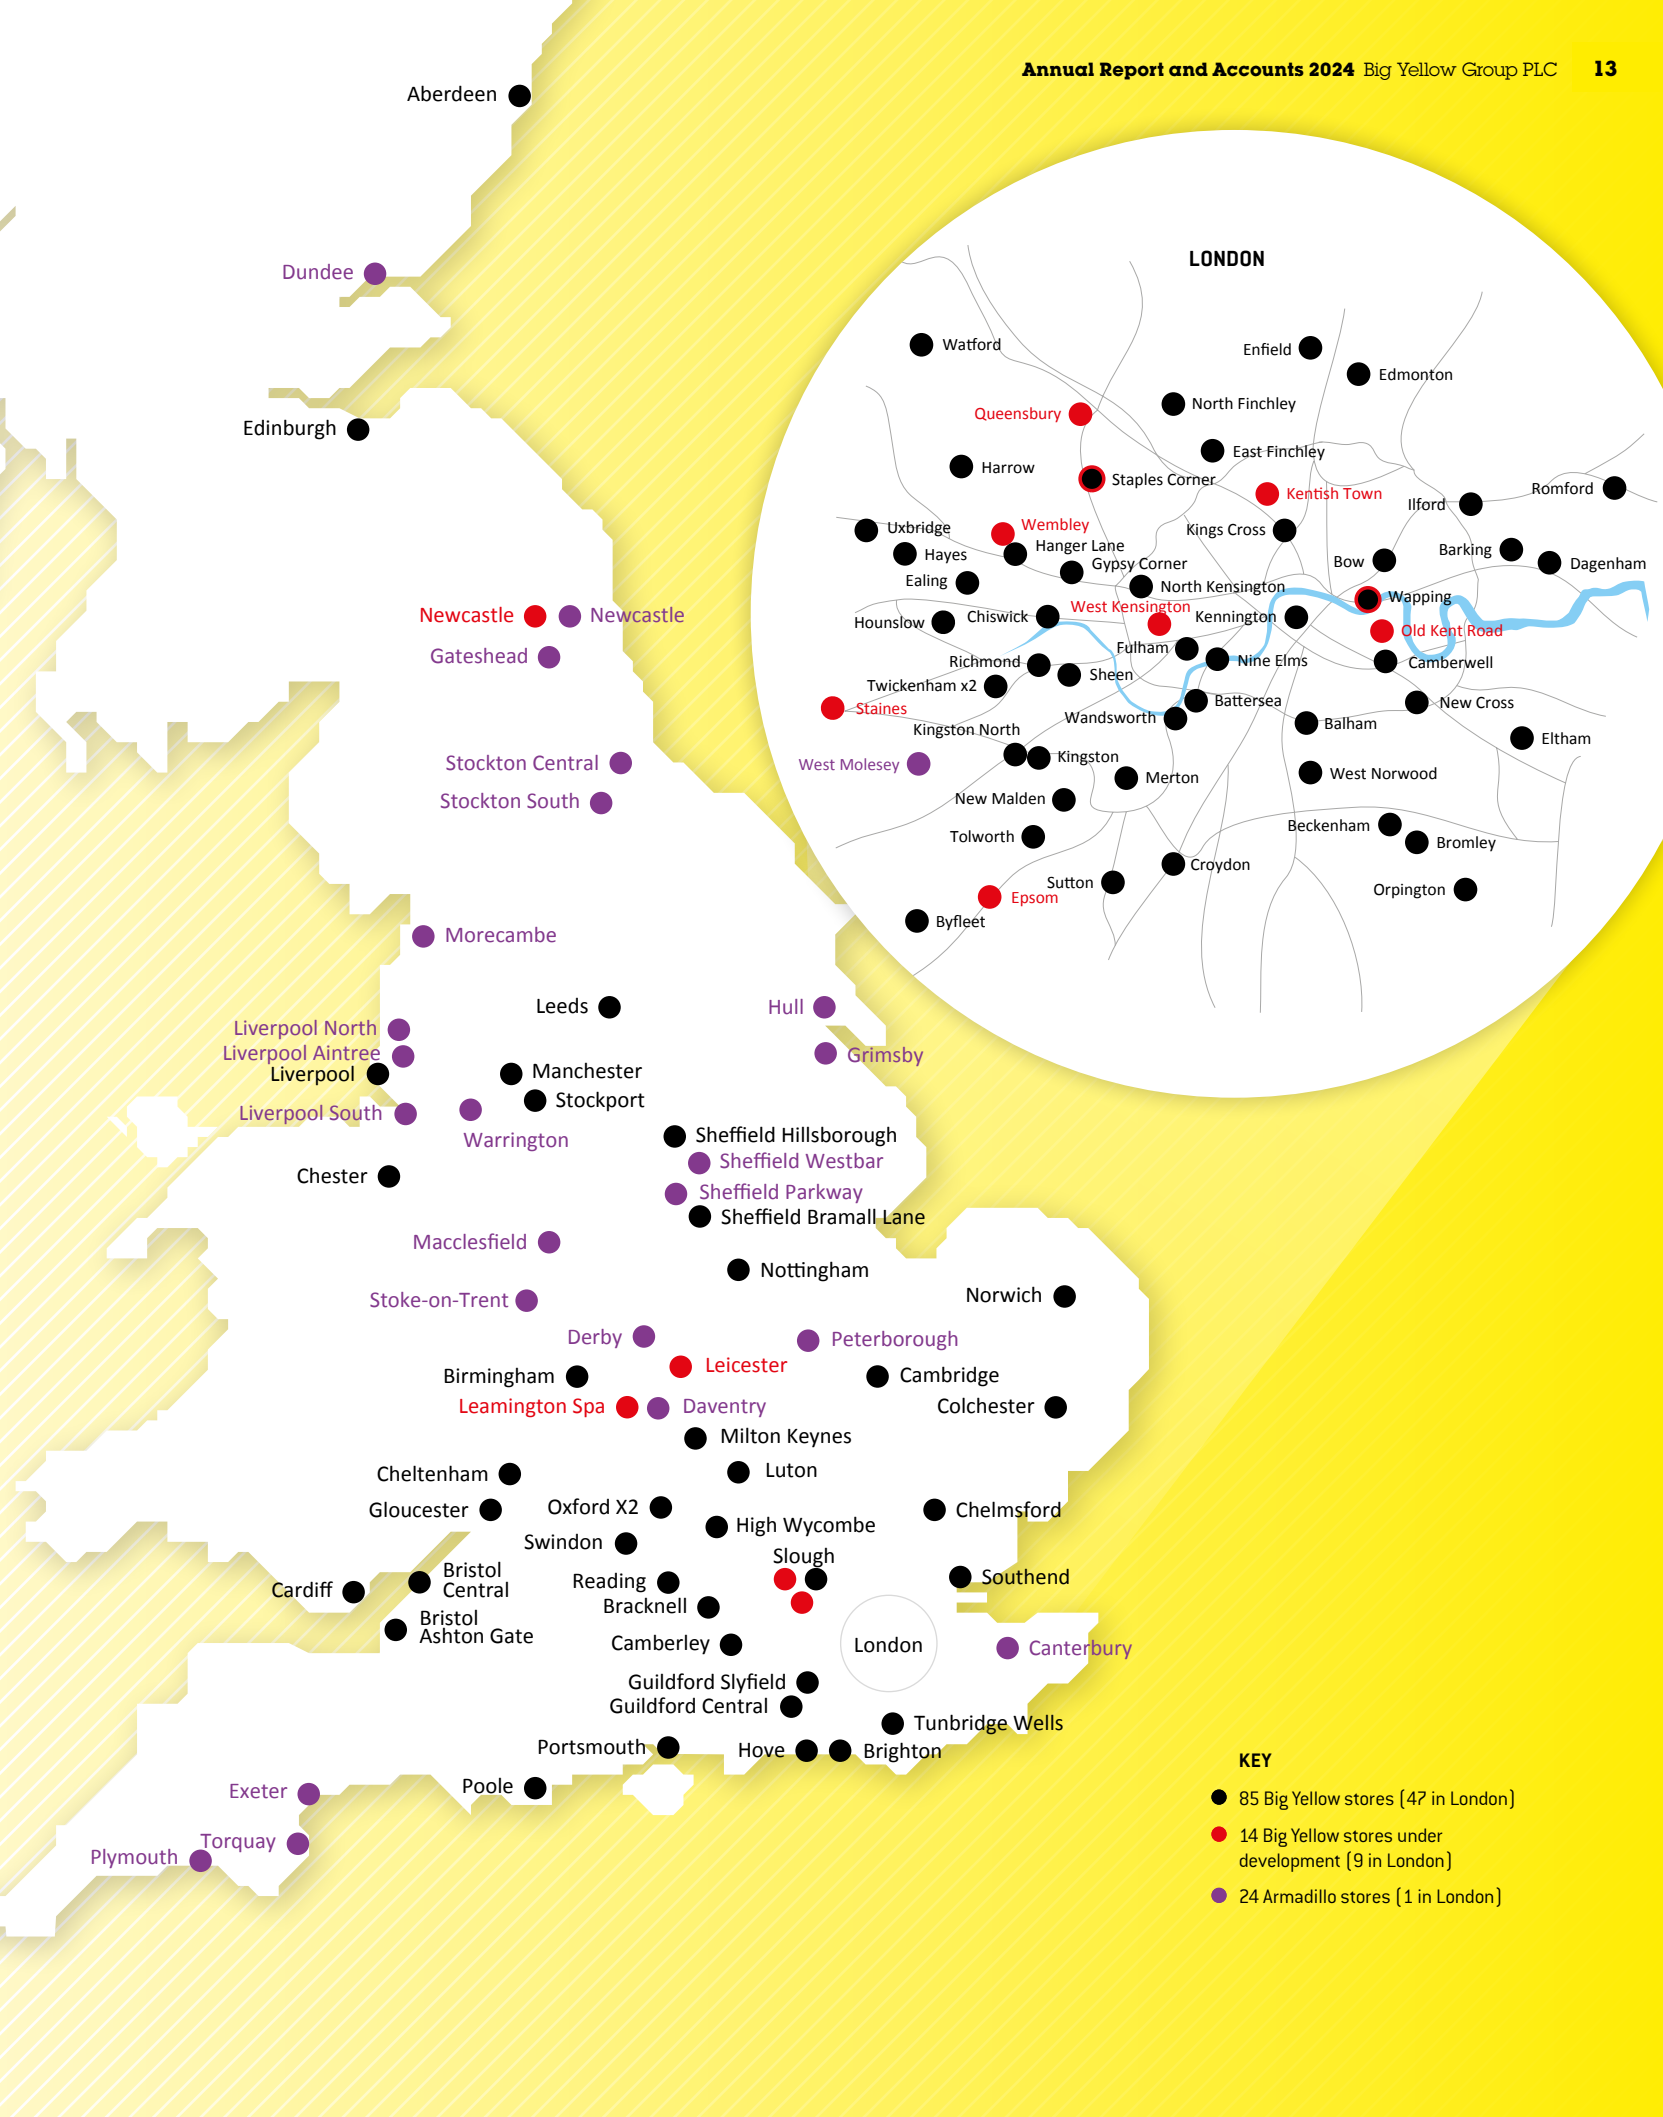 Annual Report and Accounts 2024 Big Yellow Group PLC 13
Aberdeen
Dundee
Edinburgh
Newcastle
Newcastle
Gateshead
Stockton Central
Stockton South
Morecambe
Leeds
Hull
Liverpool North
Grimsby
Liverpool Aintree
Liverpool
Manchester
Stockport
Liverpool South
Warrington
Sheffield Hillsborough
Sheffield Westbar
Chester
Sheffield Parkway
Sheffield Bramall Lane
Macclesfield
Nottingham
Norwich
Stoke-on-Trent
Derby
Peterborough
Leicester
Birmingham
Cambridge
Leamington Spa
Daventry
Colchester
Milton Keynes
Luton
Cheltenham
Gloucester
Oxford X2
Chelmsford
High Wycombe
Swindon
Slough
Bristol
Central
Cardiff
Reading
Southend
Bracknell
Bristol
Ashton Gate
Camberley
London
Canterbury
Guildford Slyfield
Guildford Central
Tunbridge Wells
Portsmouth
Hove
Brighton
Poole
Exeter
Torquay
Plymouth
LONDON
Watford
Enfield
Edmonton
North Finchley
Queensbury
East Finchley
Harrow
Staples Corner
Kentish Town
Romford
Ilford
Uxbridge
Wembley
Kings Cross
Hanger Lane
Hayes
Barking
Bow
Dagenham
Gypsy Corner
Ealing
North Kensington
Wapping
West Kensington
Chiswick
Kennington
Hounslow
Old Kent Road
Fulham
Richmond
Nine Elms
Camberwell
Sheen
Twickenham x2
Battersea
New Cross
Staines
Wandsworth
Balham
Kingston North
Eltham
Kingston
West Molesey
Merton
West Norwood
New Malden
Beckenham
Tolworth
Bromley
Croydon
Sutton
Orpington
Epsom
Byfleet
KEY
85 Big Yellow stores (47 in London)
14 Big Yellow stores under
development (9 in London)
24 Armadillo stores (1 in London)